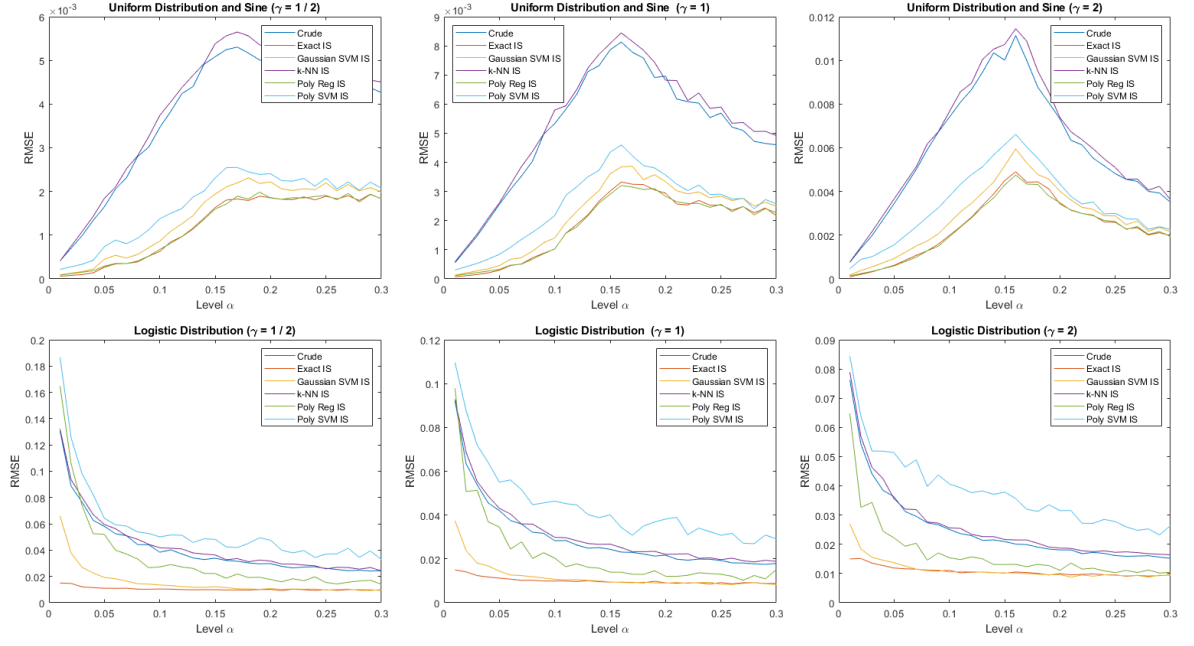 Uniform Distribution and Sine (γ = 1 / 2)
× 10⁻³
6
5
4
3
2
1
0
RMSE
0
0.05
0.1
0.15
0.2
0.25
0.3
Level α
Crude
Exact IS
Gaussian SVM IS
k-NN IS
Poly Reg IS
Poly SVM IS
Uniform Distribution and Sine (γ = 1)
× 10⁻³
9
8
7
6
5
4
3
2
1
0
RMSE
0
0.05
0.1
0.15
0.2
0.25
0.3
Level α
Crude
Exact IS
Gaussian SVM IS
k-NN IS
Poly Reg IS
Poly SVM IS
Uniform Distribution and Sine (γ = 2)
0.012
0.01
0.008
0.006
0.004
0.002
0
RMSE
0
0.05
0.1
0.15
0.2
0.25
0.3
Level α
Crude
Exact IS
Gaussian SVM IS
k-NN IS
Poly Reg IS
Poly SVM IS
Logistic Distribution (γ = 1 / 2)
0.2
0.18
0.16
0.14
0.12
0.1
0.08
0.06
0.04
0.02
0
RMSE
0
0.05
0.1
0.15
0.2
0.25
0.3
Level α
Crude
Exact IS
Gaussian SVM IS
k-NN IS
Poly Reg IS
Poly SVM IS
Logistic Distribution (γ = 1)
0.12
0.1
0.08
0.06
0.04
0.02
0
RMSE
0
0.05
0.1
0.15
0.2
0.25
0.3
Level α
Crude
Exact IS
Gaussian SVM IS
k-NN IS
Poly Reg IS
Poly SVM IS
Logistic Distribution (γ = 2)
0.09
0.08
0.07
0.06
0.05
0.04
0.03
0.02
0.01
0
RMSE
0
0.05
0.1
0.15
0.2
0.25
0.3
Level α
Crude
Exact IS
Gaussian SVM IS
k-NN IS
Poly Reg IS
Poly SVM IS